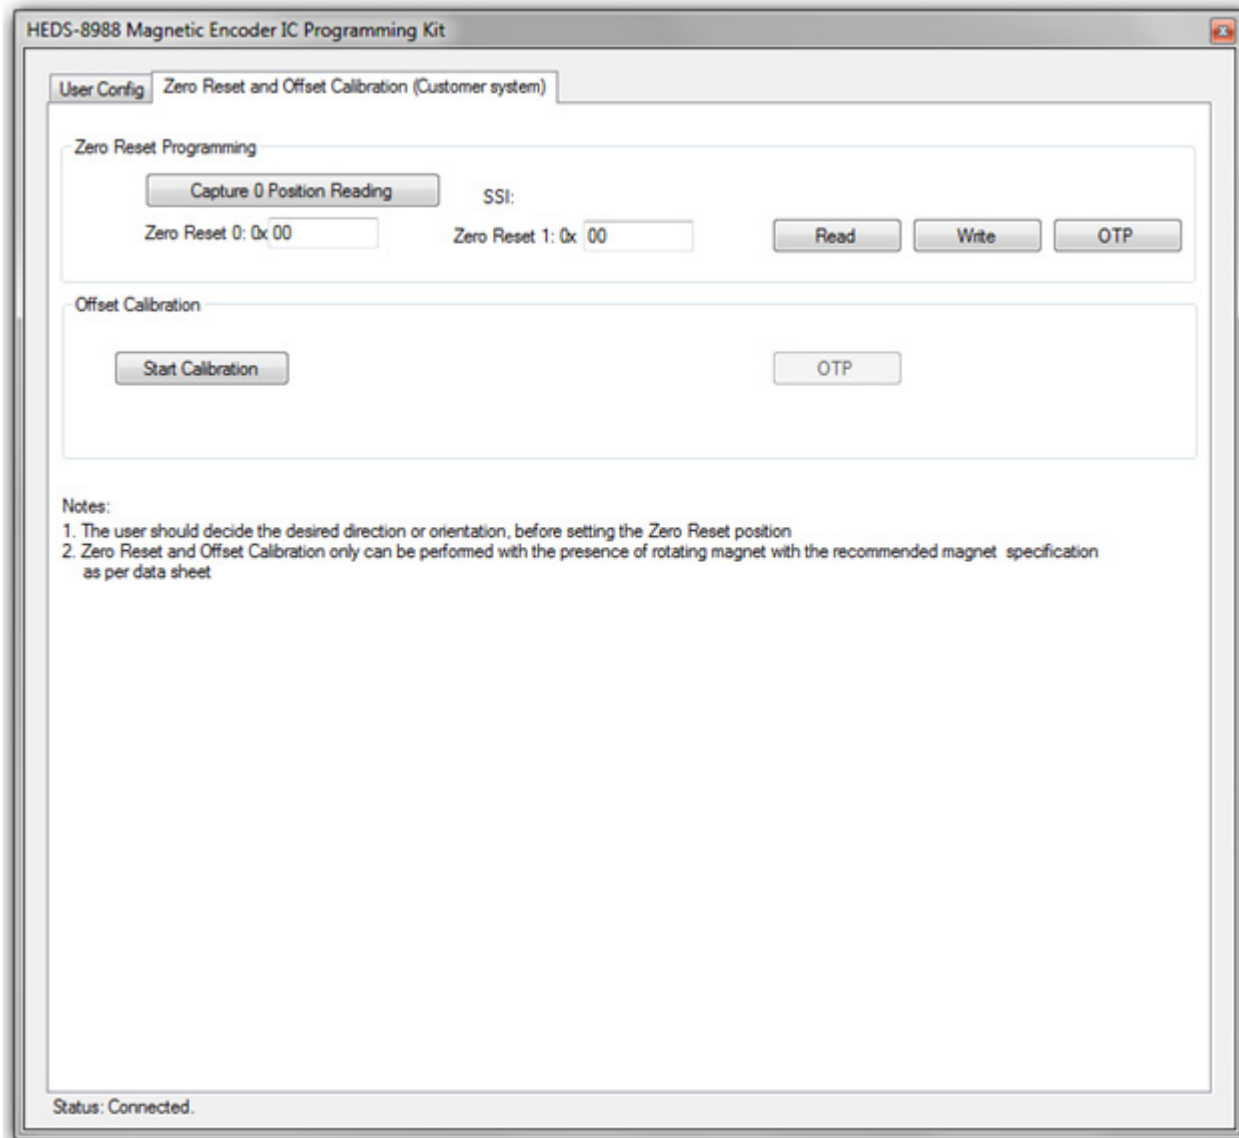 HEDS-8988 Magnetic Encoder IC Programming Kit
User Config
Zero Reset and Offset Calibration (Customer system)
Zero Reset Programming
Capture 0 Position Reading
SSI:
Zero Reset 0: 0x 00
Zero Reset 1: 0x 00
Read
Write
OTP
Offset Calibration
Start Calibration
OTP
Notes:
1. The user should decide the desired direction or orientation, before setting the Zero Reset position
2. Zero Reset and Offset Calibration only can be performed with the presence of rotating magnet with the recommended magnet specification
as per data sheet
Status: Connected.